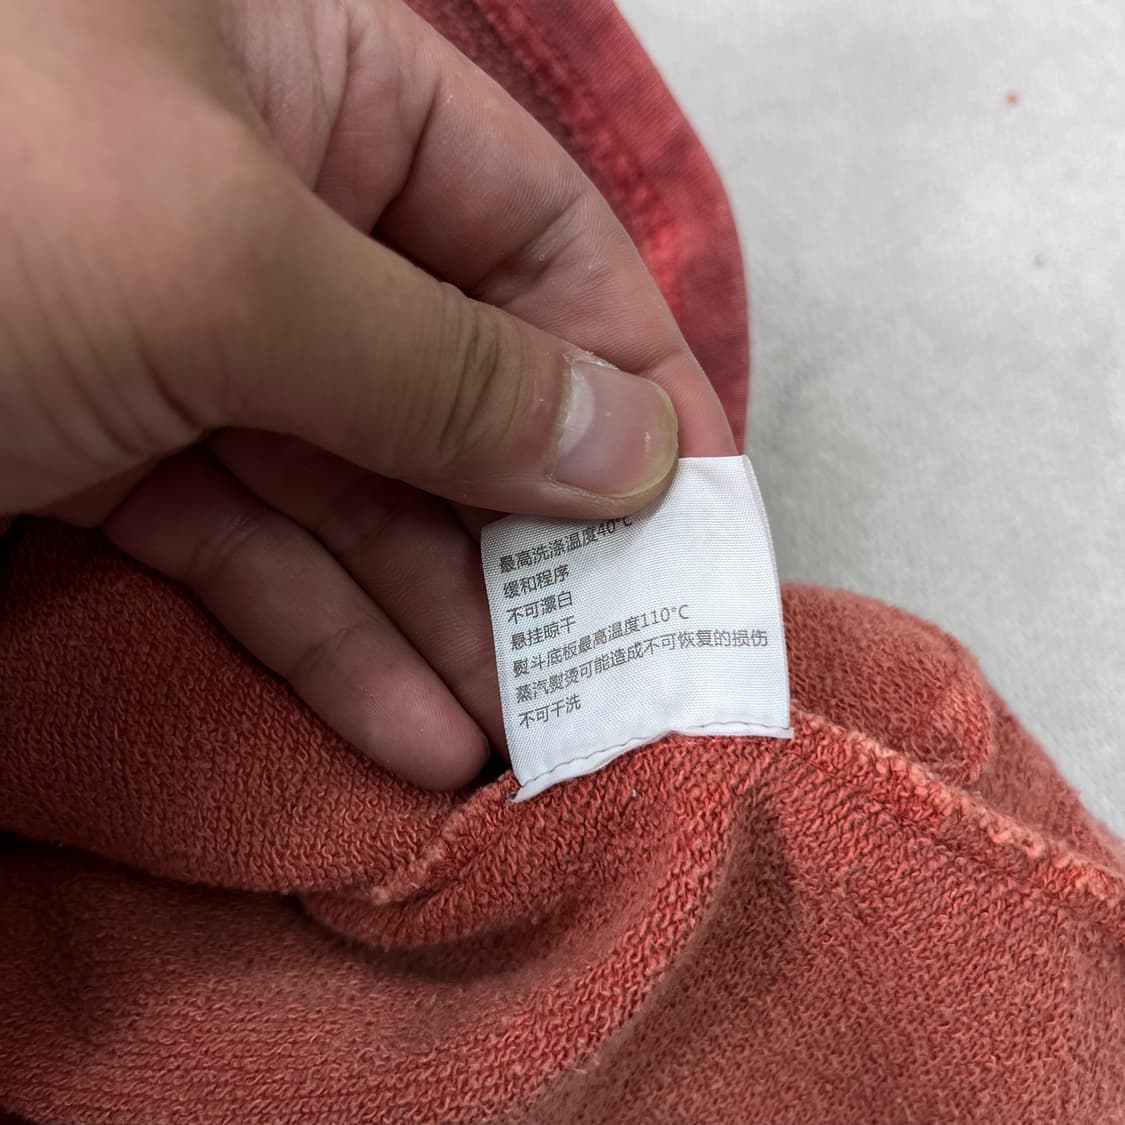 最高洗涤温度40°C
缓和程序
不可漂白
悬挂晾干
熨斗底板最高温度110°C
蒸汽熨烫可能造成不可恢复的损伤
不可干洗